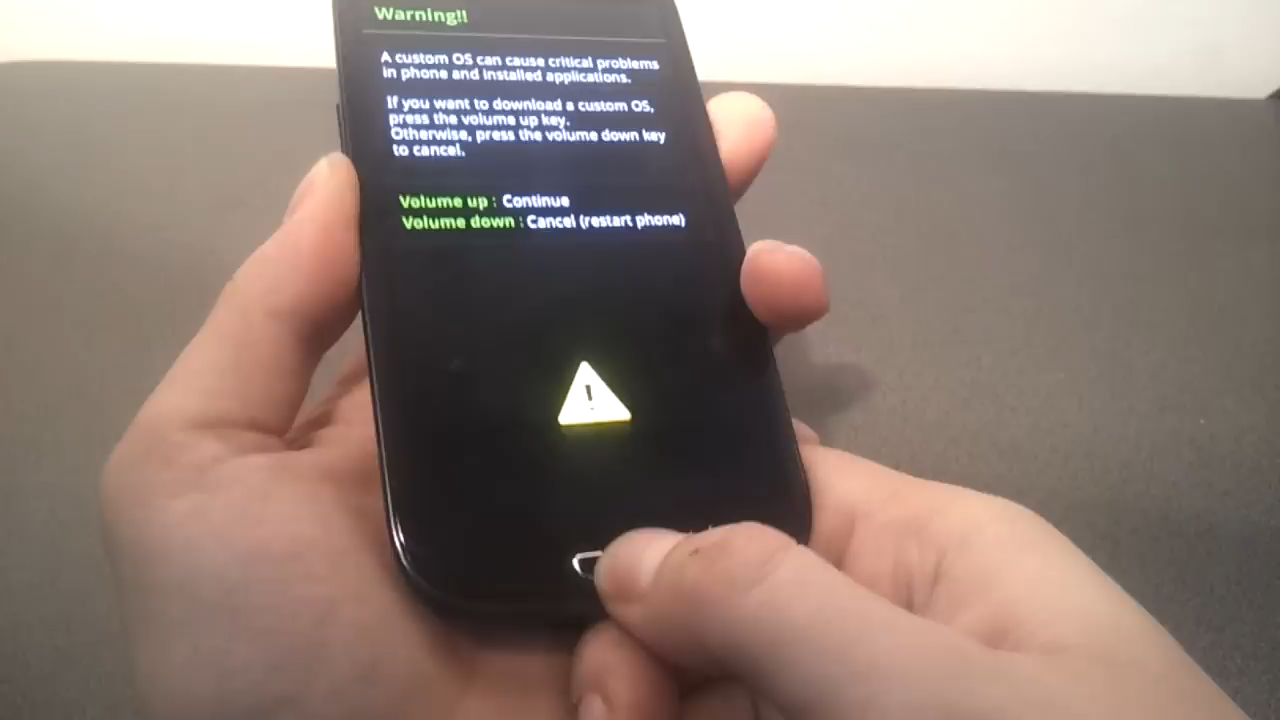 Warning!!
A custom OS can cause critical problems
in phone and installed applications.
If you want to download a custom OS,
press the volume up key.
Otherwise, press the volume down key
to cancel.
Volume up : Continue
Volume down : Cancel (restart phone)
!